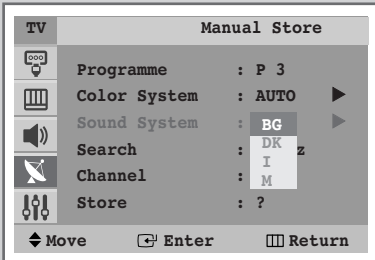 TV Manual Store
Programme : P 3
Color System : AUTO
Sound System : BG
DK
Search : z
I
Channel :
M
Store : ?
Move Enter Return